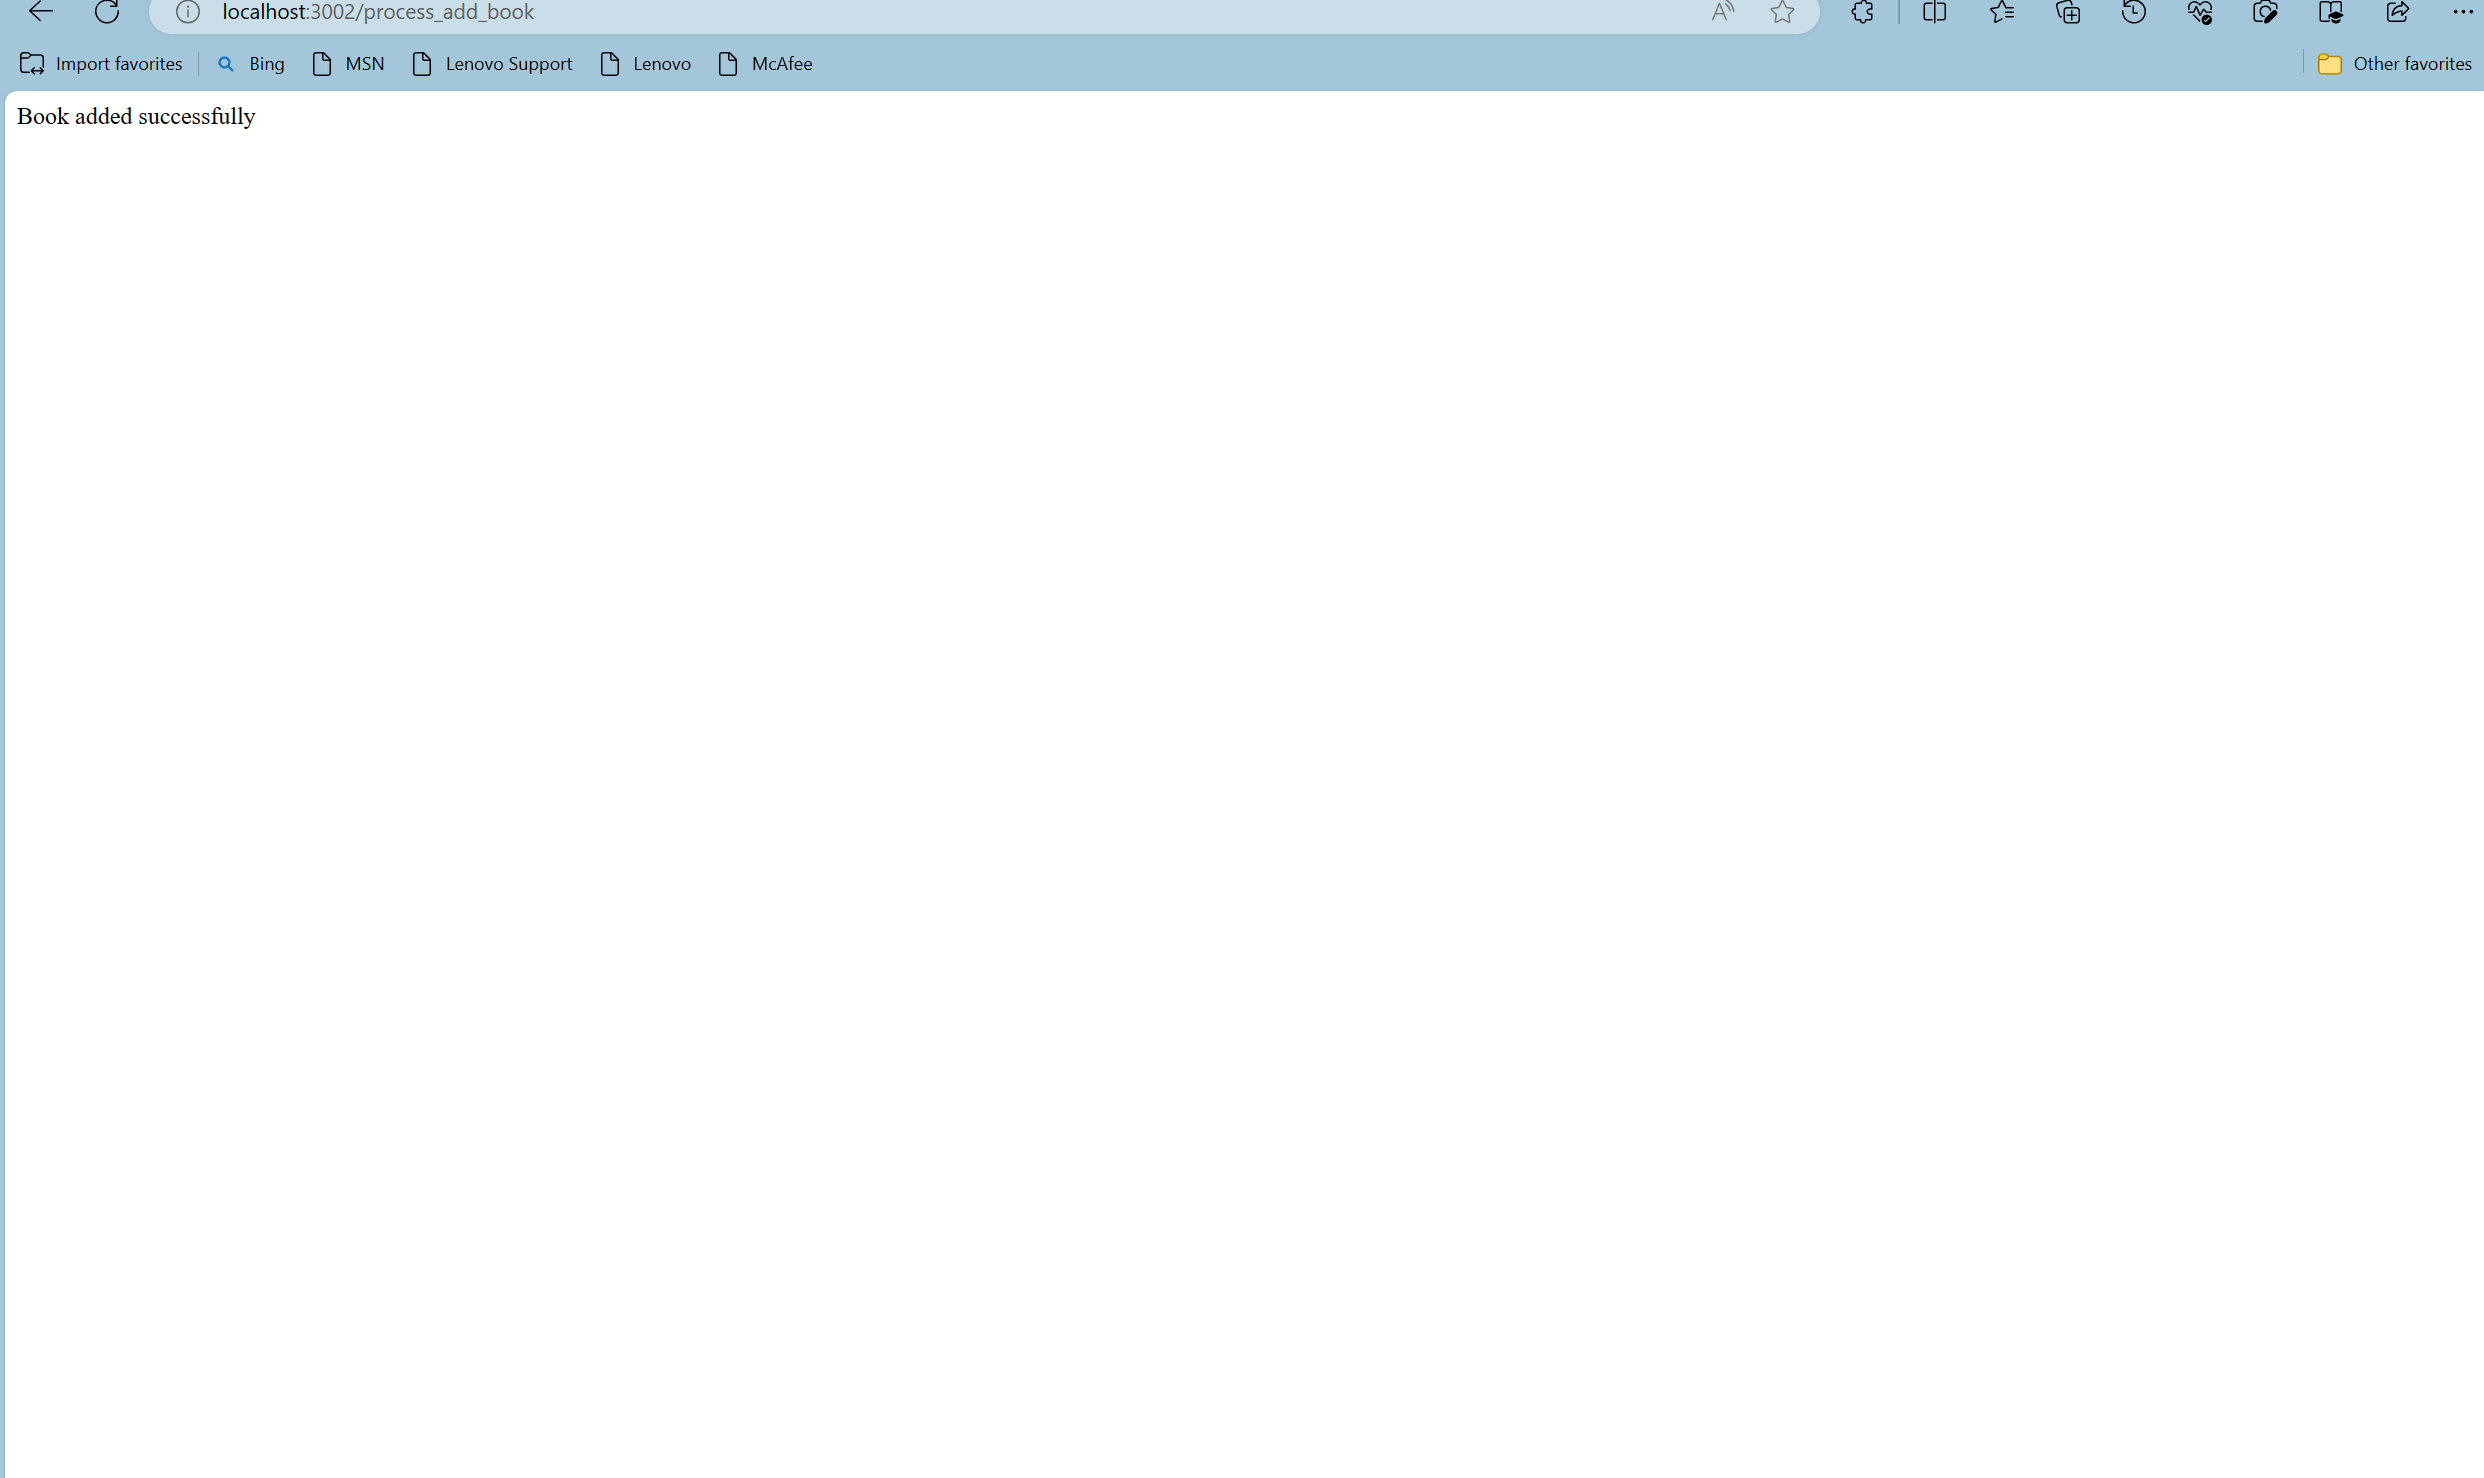 localhost:3002/process_add_book
Import favorites Bing MSN Lenovo Support Lenovo McAfee Other favorites
Book added successfully